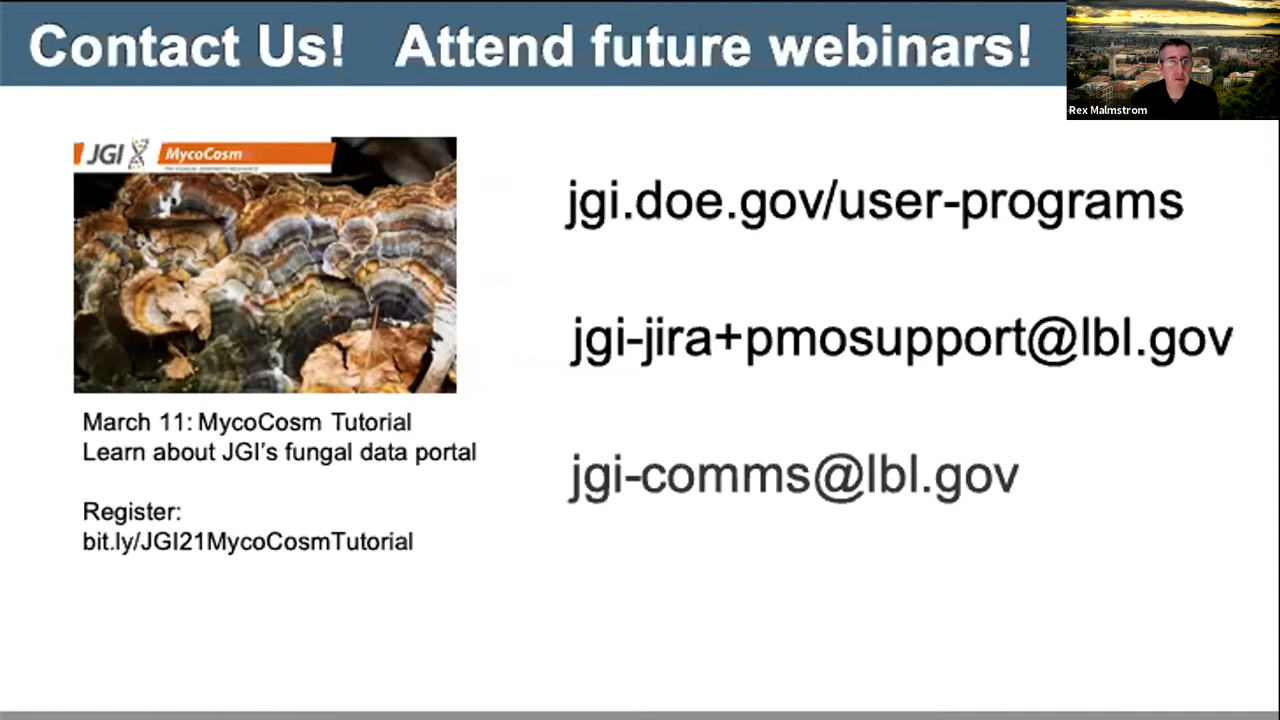 Contact Us! Attend future webinars!
Rex Malmstrom
JGI MycoCosm
jgi.doe.gov/user-programs
jgi-jira+pmosupport@lbl.gov
jgi-comms@lbl.gov
March 11: MycoCosm Tutorial
Learn about JGI's fungal data portal
Register:
bit.ly/JGI21MycoCosmTutorial